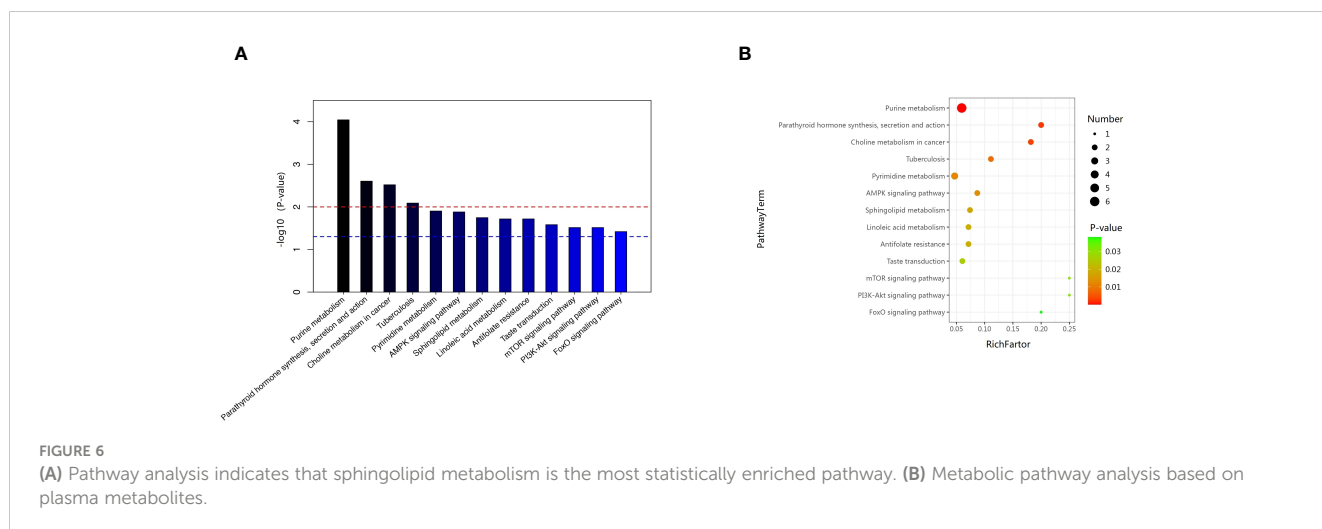 A
B
-log10 (P-value)
4
3
2
1
0
Purine metabolism
Parathyroid hormone synthesis, secretion and action
Choline metabolism in cancer
Tuberculosis
Pyrimidine metabolism
AMPK signaling pathway
Sphingolipid metabolism
Linoleic acid metabolism
Antifolate resistance
Taste transduction
mTOR signaling pathway
PI3K-Akt signaling pathway
FoxO signaling pathway
PathwayTerm
Purine metabolism
Parathyroid hormone synthesis, secretion and action
Choline metabolism in cancer
Tuberculosis
Pyrimidine metabolism
AMPK signaling pathway
Sphingolipid metabolism
Linoleic acid metabolism
Antifolate resistance
Taste transduction
mTOR signaling pathway
PI3K-Akt signaling pathway
FoxO signaling pathway
0.05 0.10 0.15 0.20 0.25
RichFartor
Number
1
2
3
4
5
6
P-value
0.03
0.02
0.01
FIGURE 6
(A) Pathway analysis indicates that sphingolipid metabolism is the most statistically enriched pathway. (B) Metabolic pathway analysis based on
plasma metabolites.